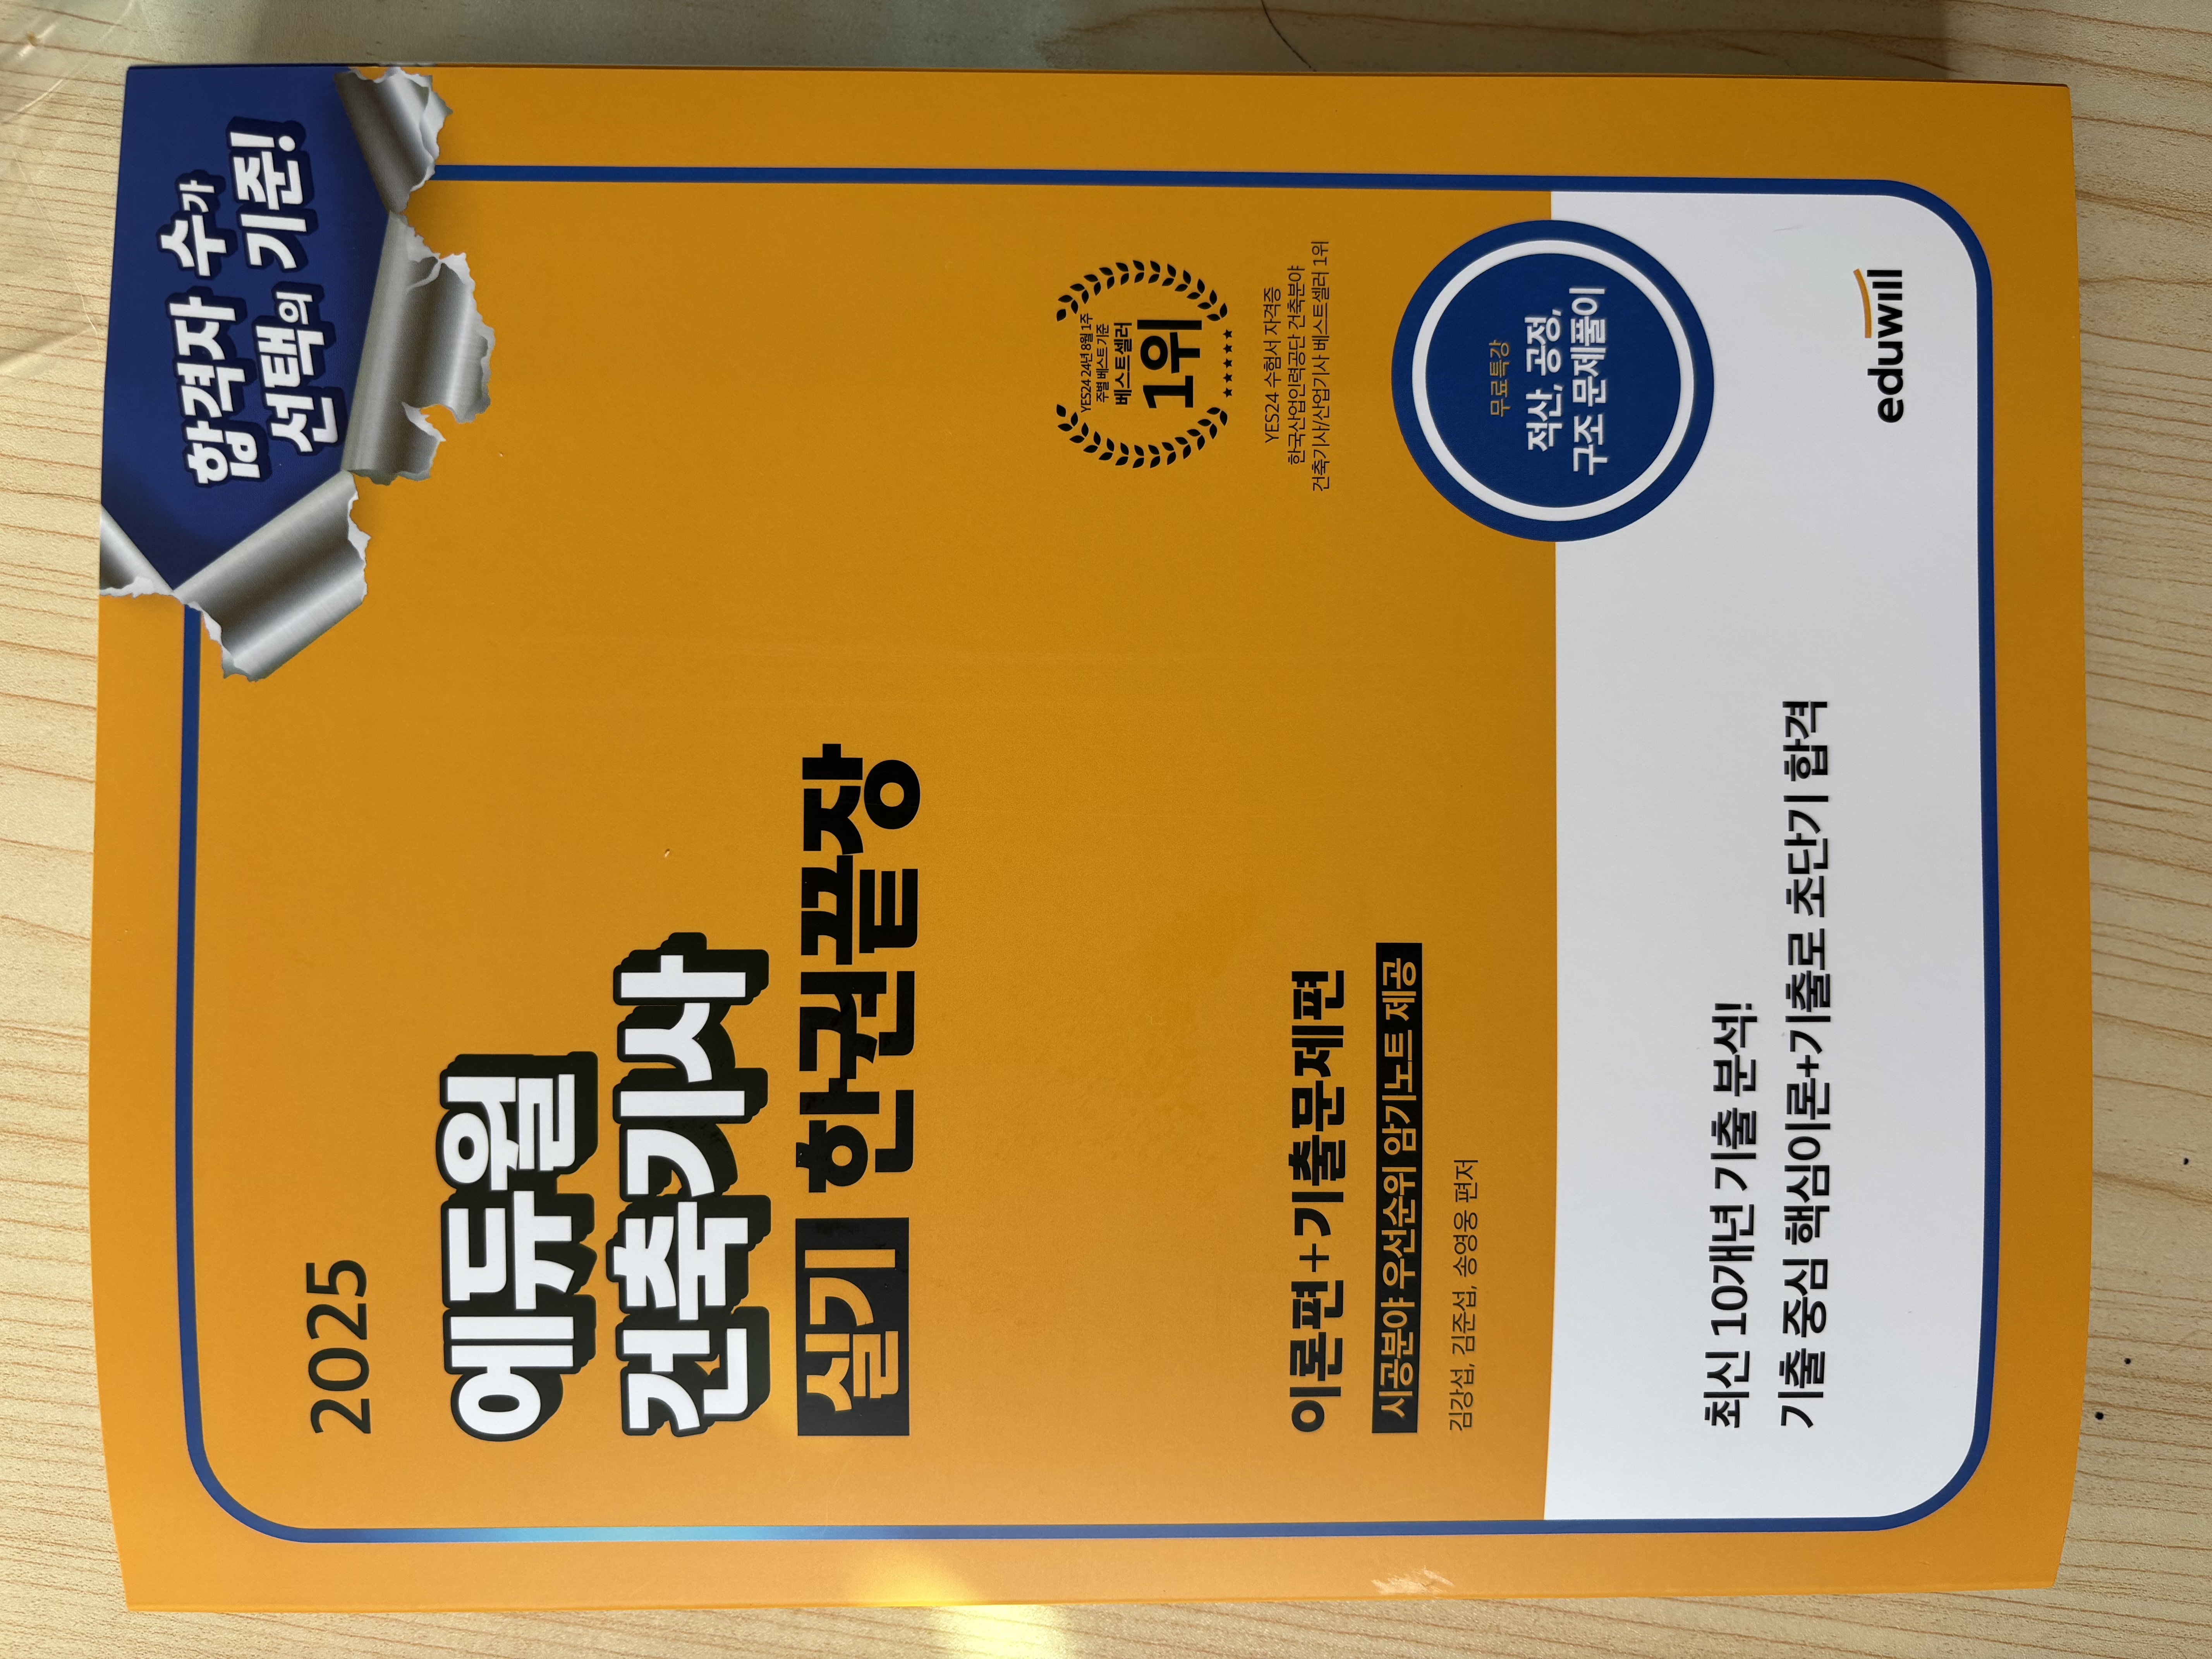 합격자 수가
선택의 기준!
2025
에듀윌
건축기사
실기 한권끝장
YES24 24년 8월 1주
주별 베스트 기준
베스트셀러
1위
★★★★★★
YES24 수험서 자격증
한국산업인력공단 건축분야
건축기사/산업기사 베스트셀러 1위
이론편+기출문제편
시공분야 우선순위 암기노트 제공
김강섭, 김준섭, 송영웅 편저
무료특강
적산, 공정,
구조 문제풀이
최신 10개년 기출 분석!
기출 중심 핵심이론+기출로 초단기 합격
eduwill